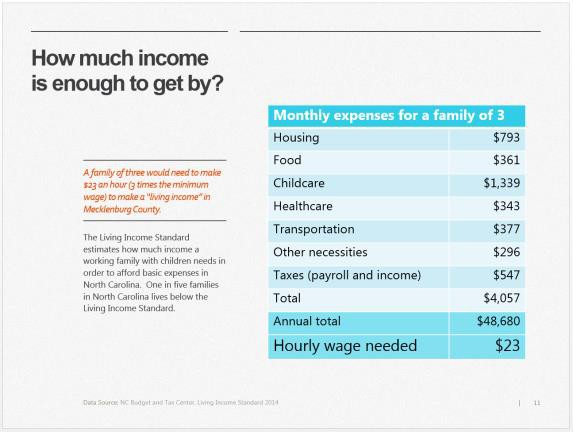 How much income
is enough to get by?
A family of three would need to make
$23 an hour (3 times the minimum
wage) to make a "living income" in
Mecklenburg County.
The Living Income Standard
estimates how much income a
working family with children needs in
order to afford basic expenses in
North Carolina. One in five families
in North Carolina lives below the
Living Income Standard.
Monthly expenses for a family of 3
Housing $793
Food $361
Childcare $1,339
Healthcare $343
Transportation $377
Other necessities $296
Taxes (payroll and income) $547
Total $4,057
Annual total $48,680
Hourly wage needed $23
Data Source: NC Budget and Tax Center, Living Income Standard 2014
| 11